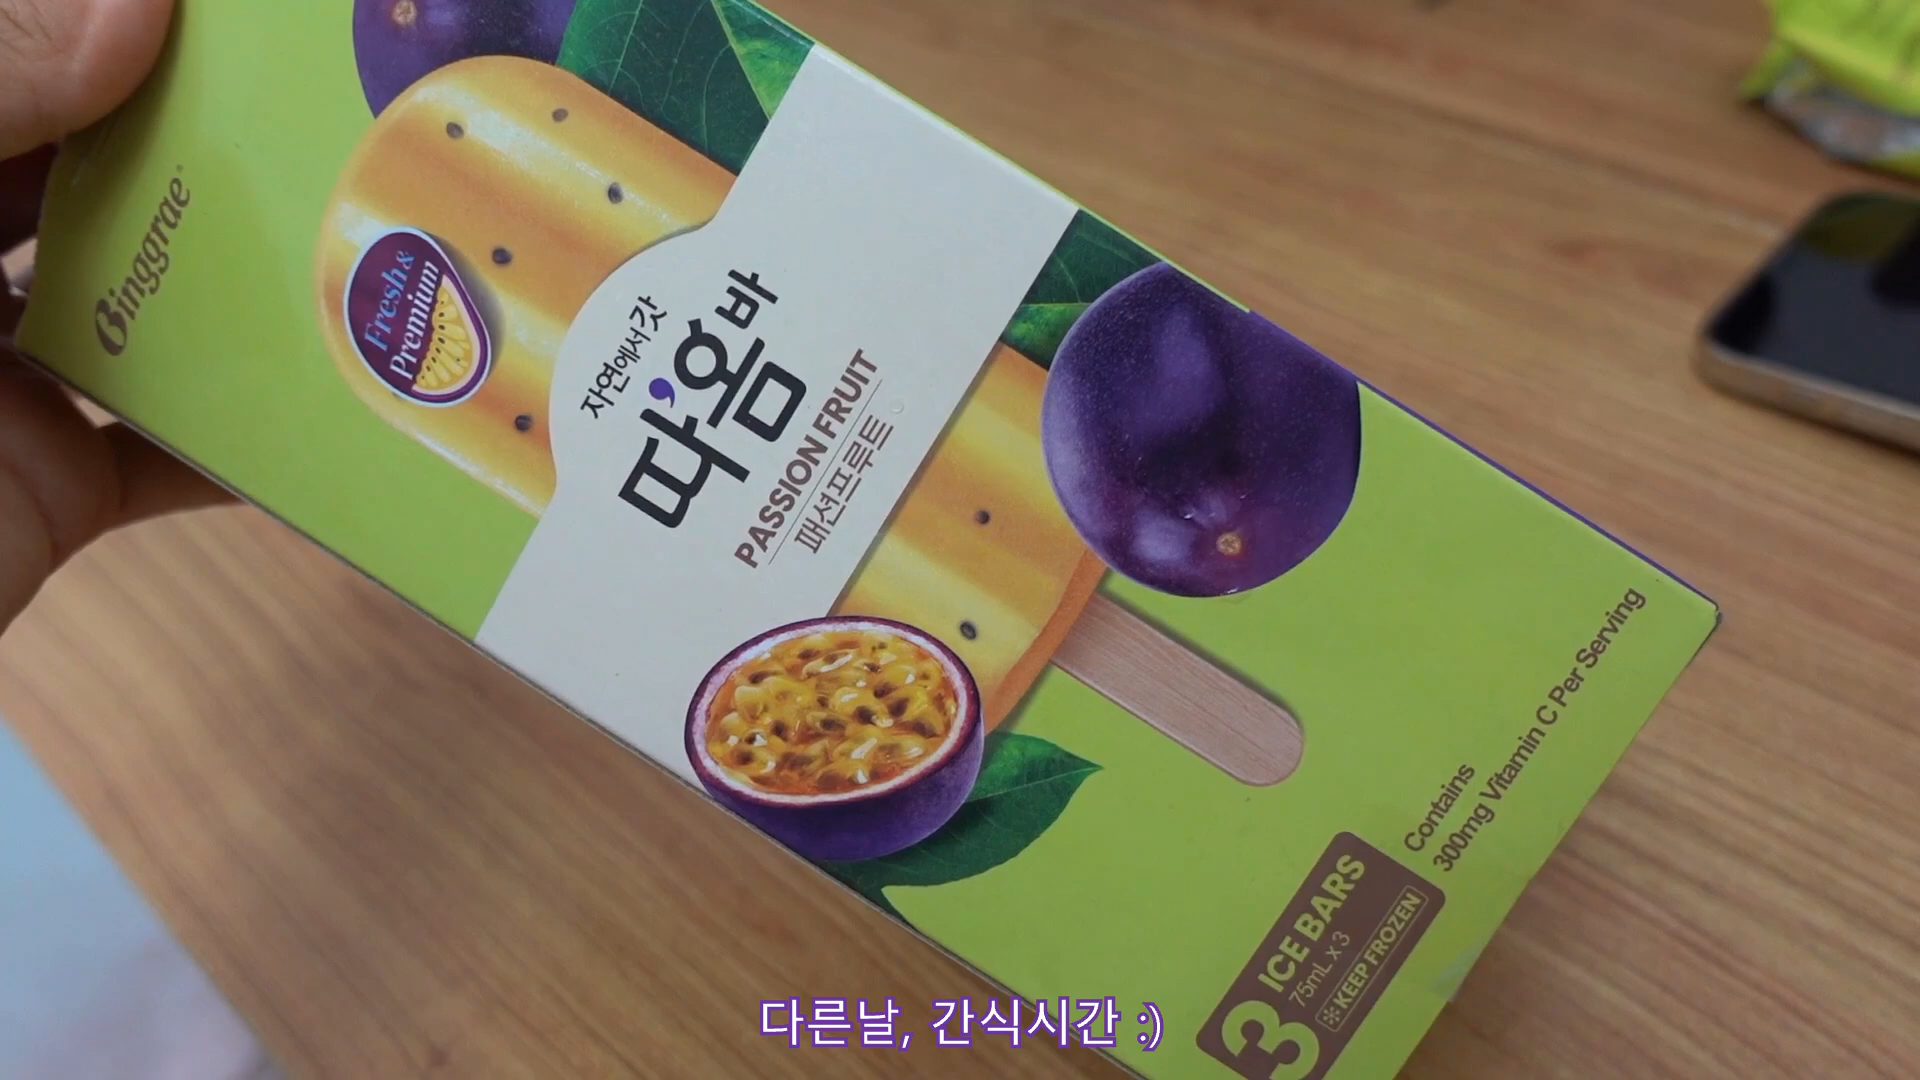 Binggrae
Fresh &
Premium
자연에서 갓
따'옴바
PASSION FRUIT
패션프루트
Contains
300mg Vitamin C Per Serving
3 ICE BARS
75mL x 3
※KEEP FROZEN
다른날, 간식시간 :)